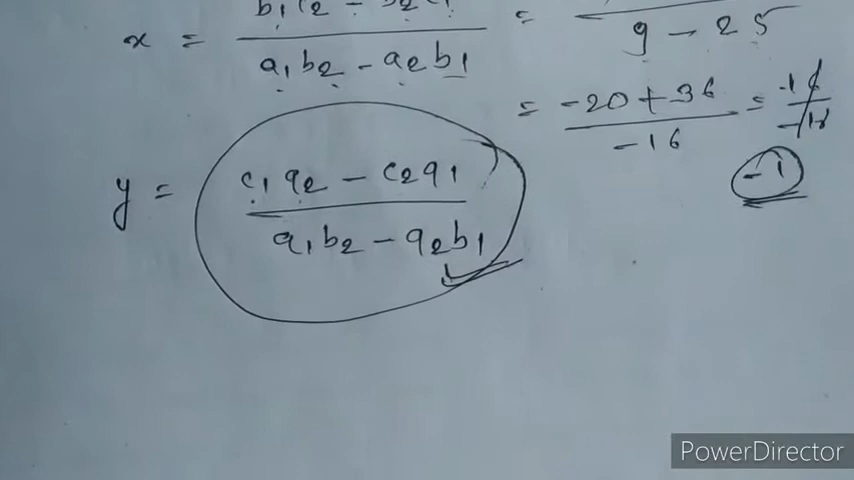 x = b₁c₂ - b₂c₁ / a₁b₂ - a₂b₁ = / 9 - 25
= -20 + 36 / -16 = -16 / -16
-1
y = c₁a₂ - c₂a₁ / a₁b₂ - a₂b₁
PowerDirector